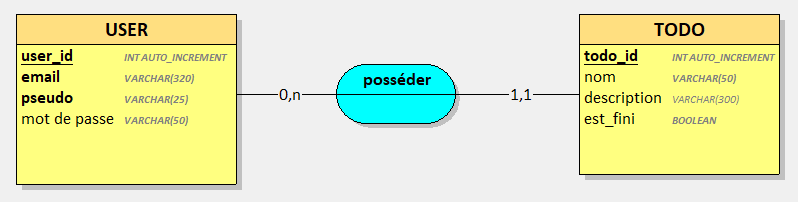 USER
user_id INT AUTO_INCREMENT
email VARCHAR(320)
pseudo VARCHAR(25)
mot de passe VARCHAR(50)
0,n
posséder
1,1
TODO
todo_id INT AUTO_INCREMENT
nom VARCHAR(50)
description VARCHAR(300)
est_fini BOOLEAN